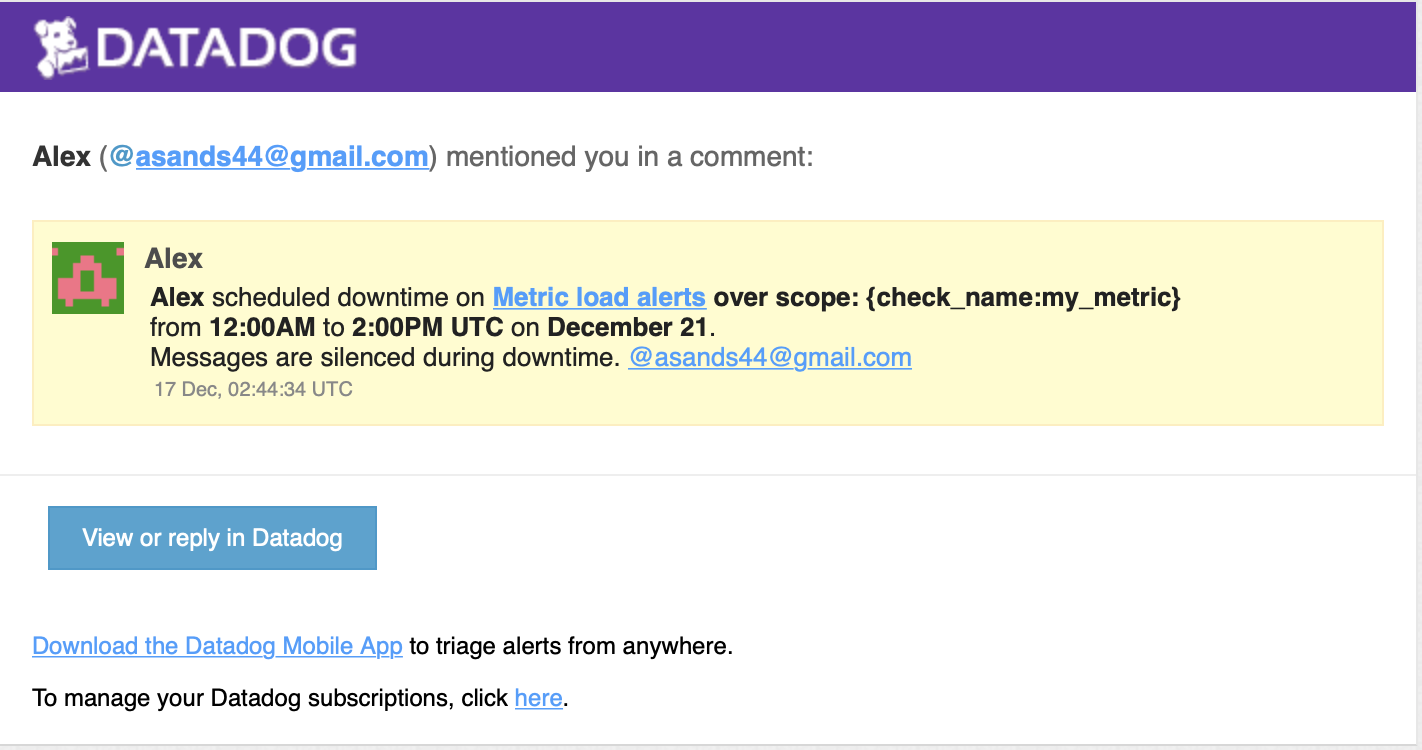 DATADOG
Alex (@asands44@gmail.com) mentioned you in a comment:
Alex
Alex scheduled downtime on Metric load alerts over scope: {check_name:my_metric}
from 12:00AM to 2:00PM UTC on December 21.
Messages are silenced during downtime. @asands44@gmail.com
17 Dec, 02:44:34 UTC
View or reply in Datadog
Download the Datadog Mobile App to triage alerts from anywhere.
To manage your Datadog subscriptions, click here.